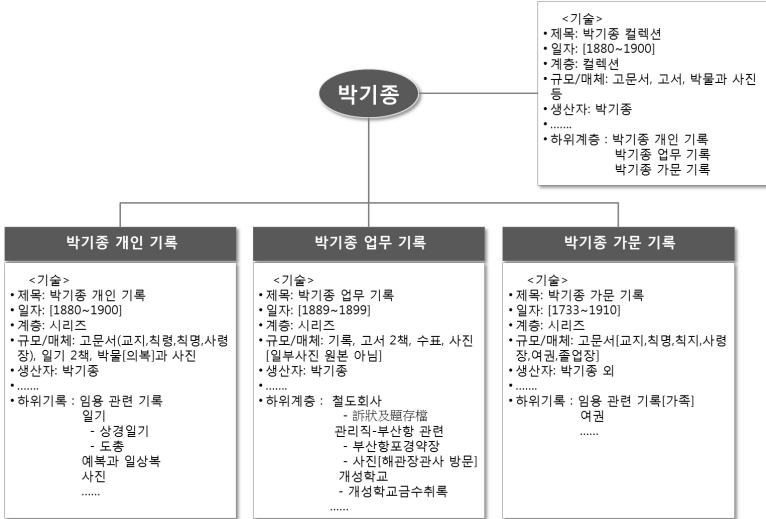 <기술>
• 제목: 박기종 컬렉션
• 일자: [1880~1900]
• 계층: 컬렉션
• 규모/매체: 고문서, 고서, 박물과 사진
등
• 생산자: 박기종
• .......
• 하위계층 : 박기종 개인 기록
박기종 업무 기록
박기종 가문 기록
박기종
박기종 개인 기록
<기술>
• 제목: 박기종 개인 기록
• 일자: [1880~1900]
• 계층: 시리즈
• 규모/매체: 고문서(교지,칙령,칙명,사령
장), 일기 2책, 박물[의복]과 사진
• 생산자: 박기종
• .......
• 하위기록 : 임용 관련 기록
일기
- 상경일기
- 도총
예복과 일상복
사진
......
박기종 업무 기록
<기술>
• 제목: 박기종 업무 기록
• 일자: [1889~1899]
• 계층: 시리즈
• 규모/매체: 기록, 고서 2책, 수표, 사진
[일부사진 원본 아님]
• 생산자: 박기종
• .......
• 하위계층 : 철도회사
- 訴狀及題存檔
관리직-부산항 관련
- 부산항포경약장
- 사진[해관장관사 방문]
개성학교
- 개성학교금수취록
......
박기종 가문 기록
<기술>
• 제목: 박기종 가문 기록
• 일자: [1733~1910]
• 계층: 시리즈
• 규모/매체: 고문서[교지,칙명,칙지,사령
장,여권,졸업장]
• 생산자: 박기종 외
• .......
• 하위기록 : 임용 관련 기록[가족]
여권
......